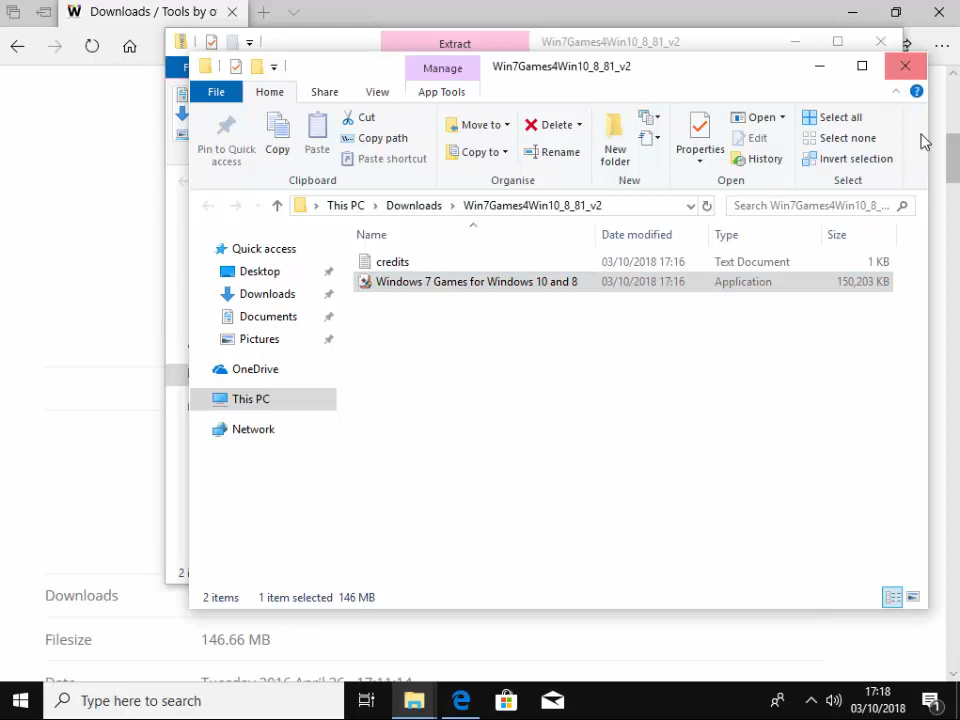 Downloads / Tools by o
Extract
Win7Games4Win10_8_81_v2
Manage
Win7Games4Win10_8_81_v2
File
Home
Share
View
App Tools
Pin to Quick access
Copy
Paste
Cut
Copy path
Paste shortcut
Clipboard
Move to
Copy to
Delete
Rename
Organise
New folder
New
Properties
Open
Edit
History
Open
Select all
Select none
Invert selection
Select
This PC
Downloads
Win7Games4Win10_8_81_v2
Search Win7Games4Win10_8_...
Name
Date modified
Type
Size
credits 03/10/2018 17:16 Text Document 1 KB
Windows 7 Games for Windows 10 and 8 03/10/2018 17:16 Application 150,203 KB
Quick access
Desktop
Downloads
Documents
Pictures
OneDrive
This PC
Network
2 items 1 item selected 146 MB
Downloads
Filesize 146.66 MB
Type here to search
17:18
03/10/2018
1